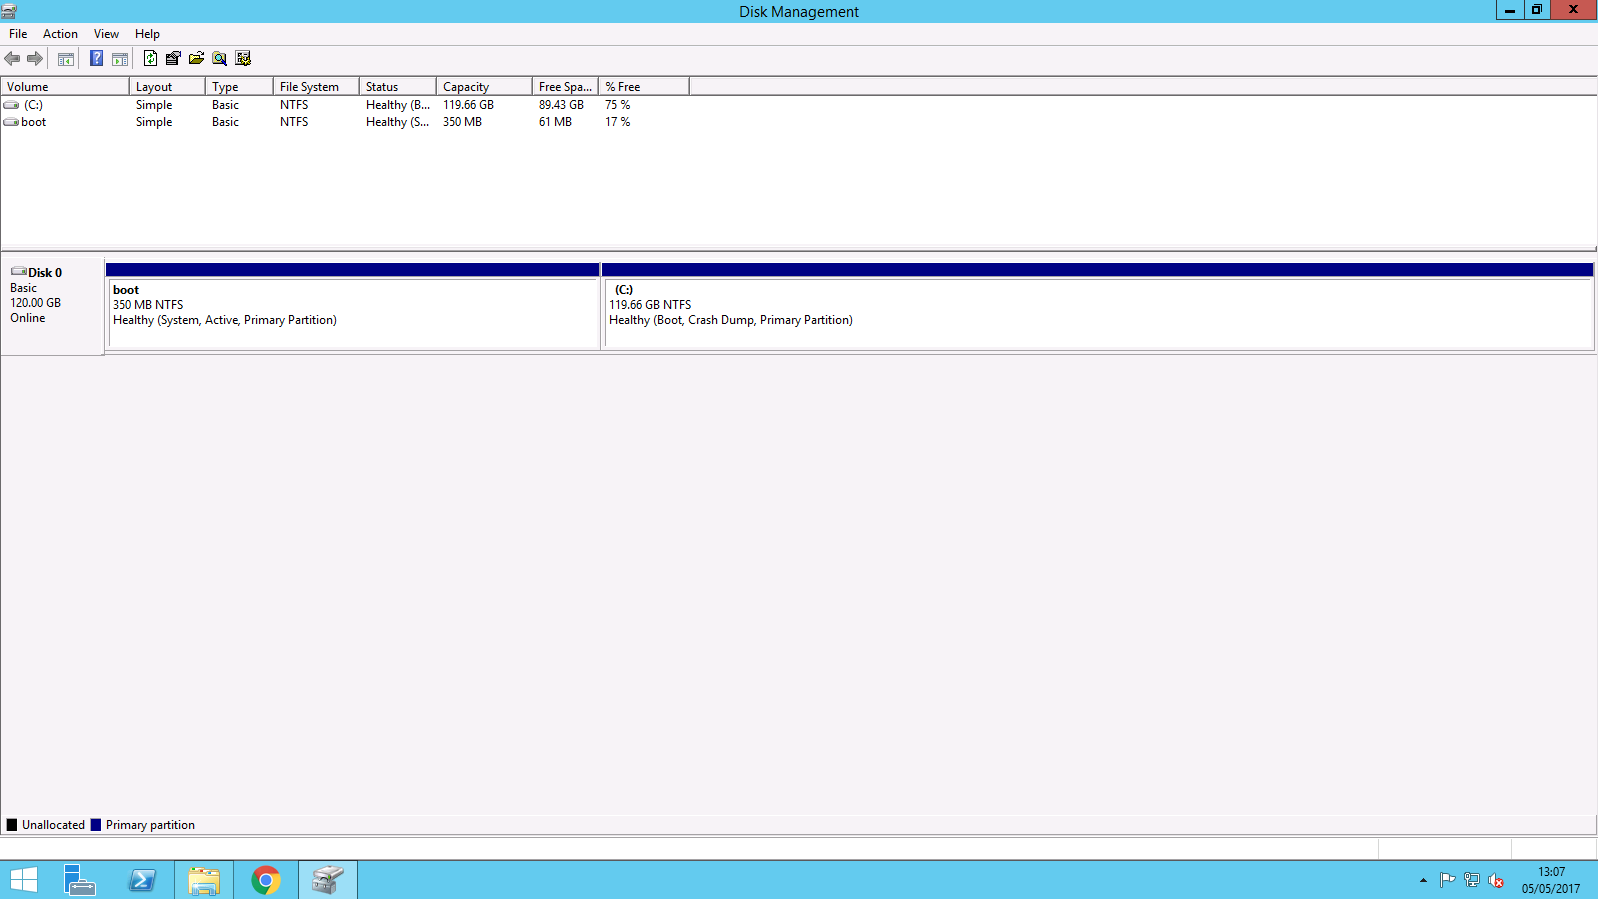 Disk Management
File Action View Help
Volume Layout Type File System Status Capacity Free Spa... % Free
(C:) Simple Basic NTFS Healthy (B... 119.66 GB 89.43 GB 75 %
boot Simple Basic NTFS Healthy (S... 350 MB 61 MB 17 %
Disk 0
Basic
120.00 GB
Online
boot
350 MB NTFS
Healthy (System, Active, Primary Partition)
(C:)
119.66 GB NTFS
Healthy (Boot, Crash Dump, Primary Partition)
Unallocated Primary partition
13:07
05/05/2017